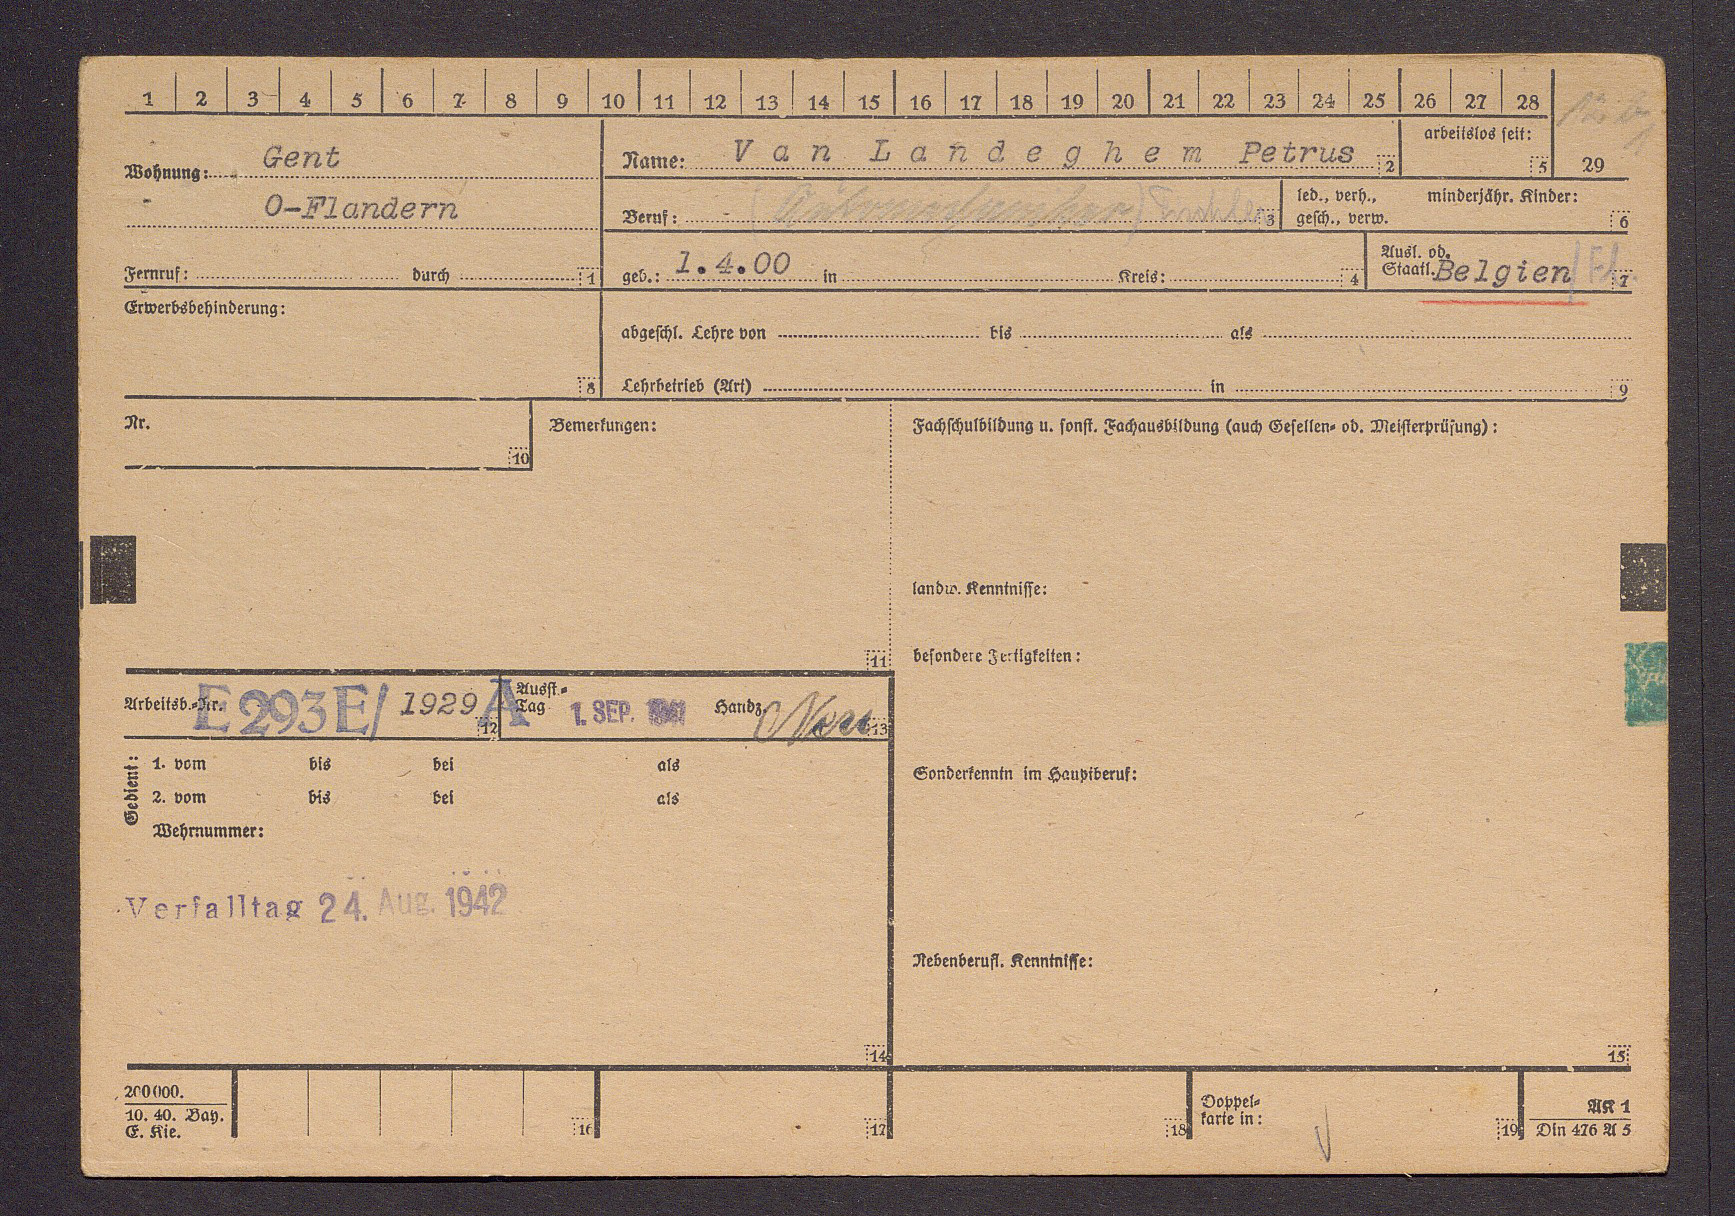 1 2 3 4 5 6 7 8 9 10 11 12 13 14 15 16 17 18 19 20 21 22 23 24 25 26 27 28
arbeitslos seit: 5 29
Wohnung: Gent
O-Flandern
Name: Van Landeghem Petrus 2
Beruf: 3
led., verh., gesch., verw.
minderjähr. Kinder: 6
Fernruf: durch 1
geb.: 1.4.00 in Kreis: 4
Ausl. od. Staatl. Belgien / Fl. 7
Erwerbsbehinderung: 8
abgeschl. Lehre von bis als
Lehrbetrieb (Art) in 9
Nr. 10
Bemerkungen: 11
Fachschulbildung u. sonst. Fachausbildung (auch Gesellen- od. Meisterprüfung):
landw. Kenntnisse:
besondere Fertigkeiten:
Arbeitsb.-Nr. E 293 E/ 1929 A 12
Ausst.-Tag 1. SEP. 1941 Handz. 13
Sonderkenntn im Hauptberuf:
Gedient:
1. vom bis bei als
2. vom bis bei als
Wehrnummer:
Verfalltag 24. Aug. 1942
Nebenberufl. Kenntnisse:
14 15
200000.
10. 40. Bay.
E. Kie.
16 17 18
Doppel-
karte in: 19
AK 1
Din 476 A 5